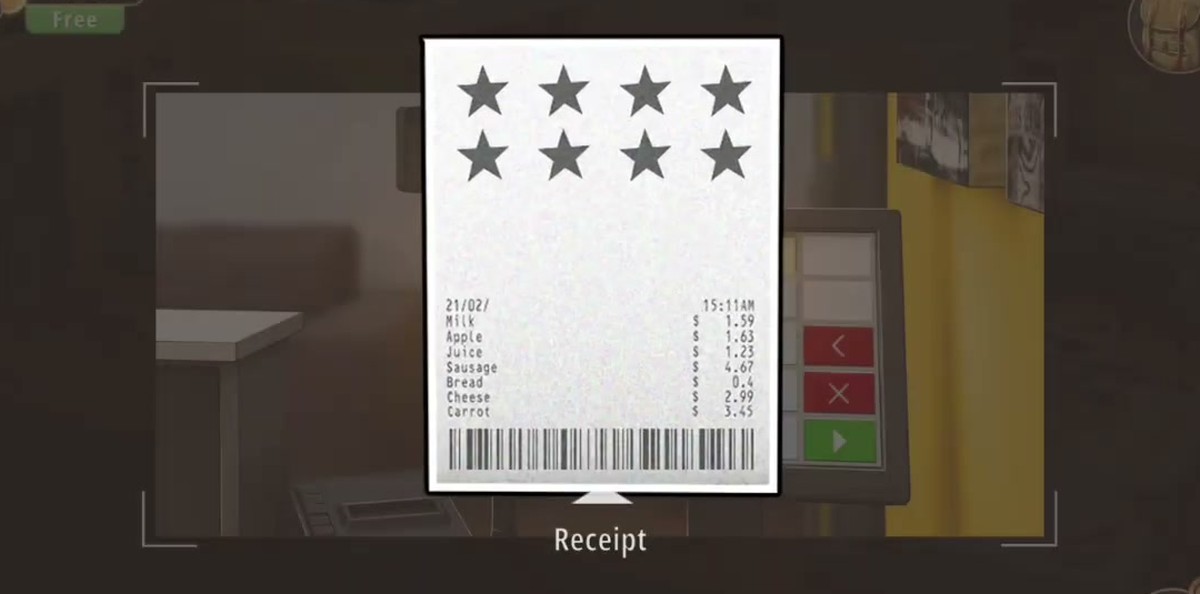 Free
21/02/ 15:11AM
Milk $ 1.59
Apple $ 1.63
Juice $ 1.23
Sausage $ 4.67
Bread $ 0.4
Cheese $ 2.99
Carrot $ 3.45
Receipt